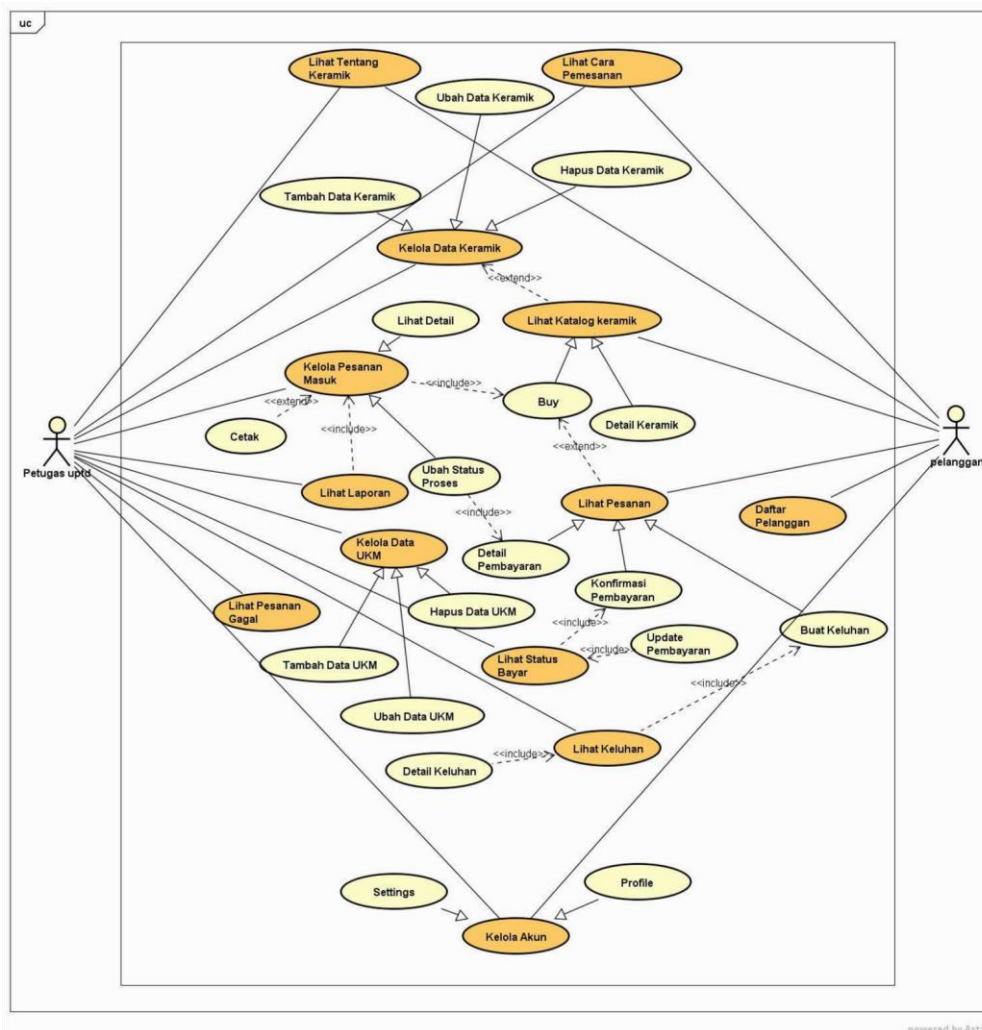 uc
Lihat Tentang
Keramik
Lihat Cara
Pemesanan
Ubah Data Keramik
Hapus Data Keramik
Tambah Data Keramik
Kelola Data Keramik
<<extend>>
Lihat Detail
Lihat Katalog keramik
Kelola Pesanan
Masuk
<<include>>
<<extend>>
Buy
Detail Keramik
Cetak
<<include>>
<<extend>>
Petugas uptd
pelanggan
Ubah Status
Proses
Lihat Laporan
Lihat Pesanan
Daftar
Pelanggan
<<include>>
Kelola Data
UKM
Detail
Pembayaran
Konfirmasi
Pembayaran
Lihat Pesanan
Gagal
Hapus Data UKM
<<include>>
Buat Keluhan
Update
Pembayaran
<<include>>
Lihat Status
Bayar
Tambah Data UKM
<<include>>
Ubah Data UKM
Lihat Keluhan
<<include>>
Detail Keluhan
Settings
Profile
Kelola Akun
powered by Asta